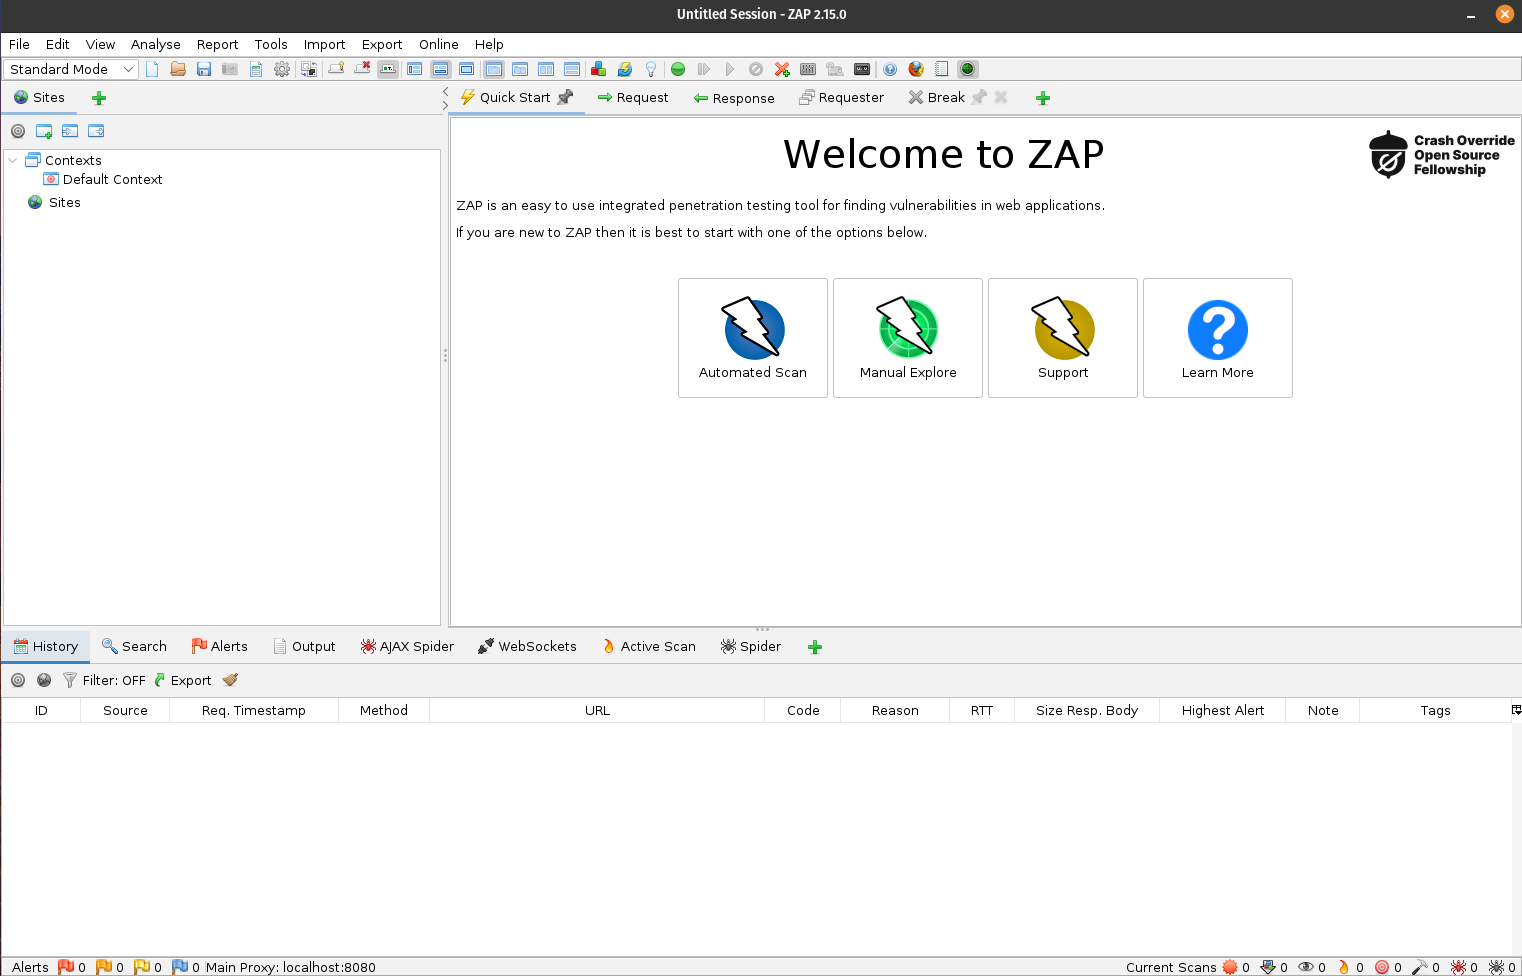 Untitled Session - ZAP 2.15.0
File Edit View Analyse Report Tools Import Export Online Help
Standard Mode
Sites
Quick Start Request Response Requester Break
Contexts
Default Context
Sites
Welcome to ZAP
Crash Override
Open Source
Fellowship
ZAP is an easy to use integrated penetration testing tool for finding vulnerabilities in web applications.
If you are new to ZAP then it is best to start with one of the options below.
Automated Scan Manual Explore Support Learn More
History Search Alerts Output AJAX Spider WebSockets Active Scan Spider
Filter: OFF Export
ID Source Req. Timestamp Method URL Code Reason RTT Size Resp. Body Highest Alert Note Tags
Alerts 0 0 0 0 Main Proxy: localhost:8080 Current Scans 0 0 0 0 0 0 0 0